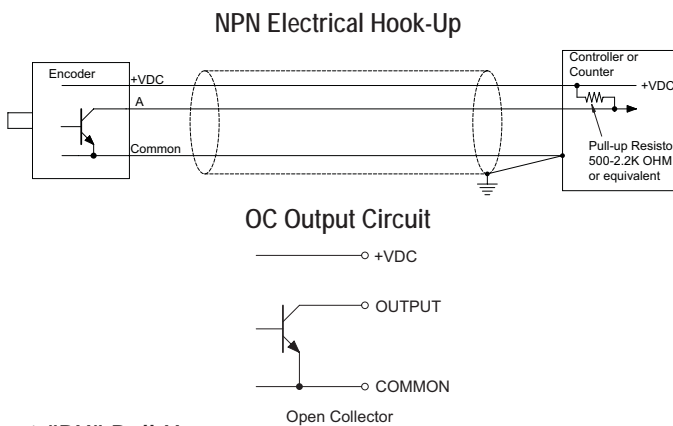 NPN Electrical Hook-Up
Encoder
+VDC
A
Common
Controller or
Counter
+VDC
Pull-up Resisto
500-2.2K OHM
or equivalent
OC Output Circuit
+VDC
OUTPUT
COMMON
Open Collector